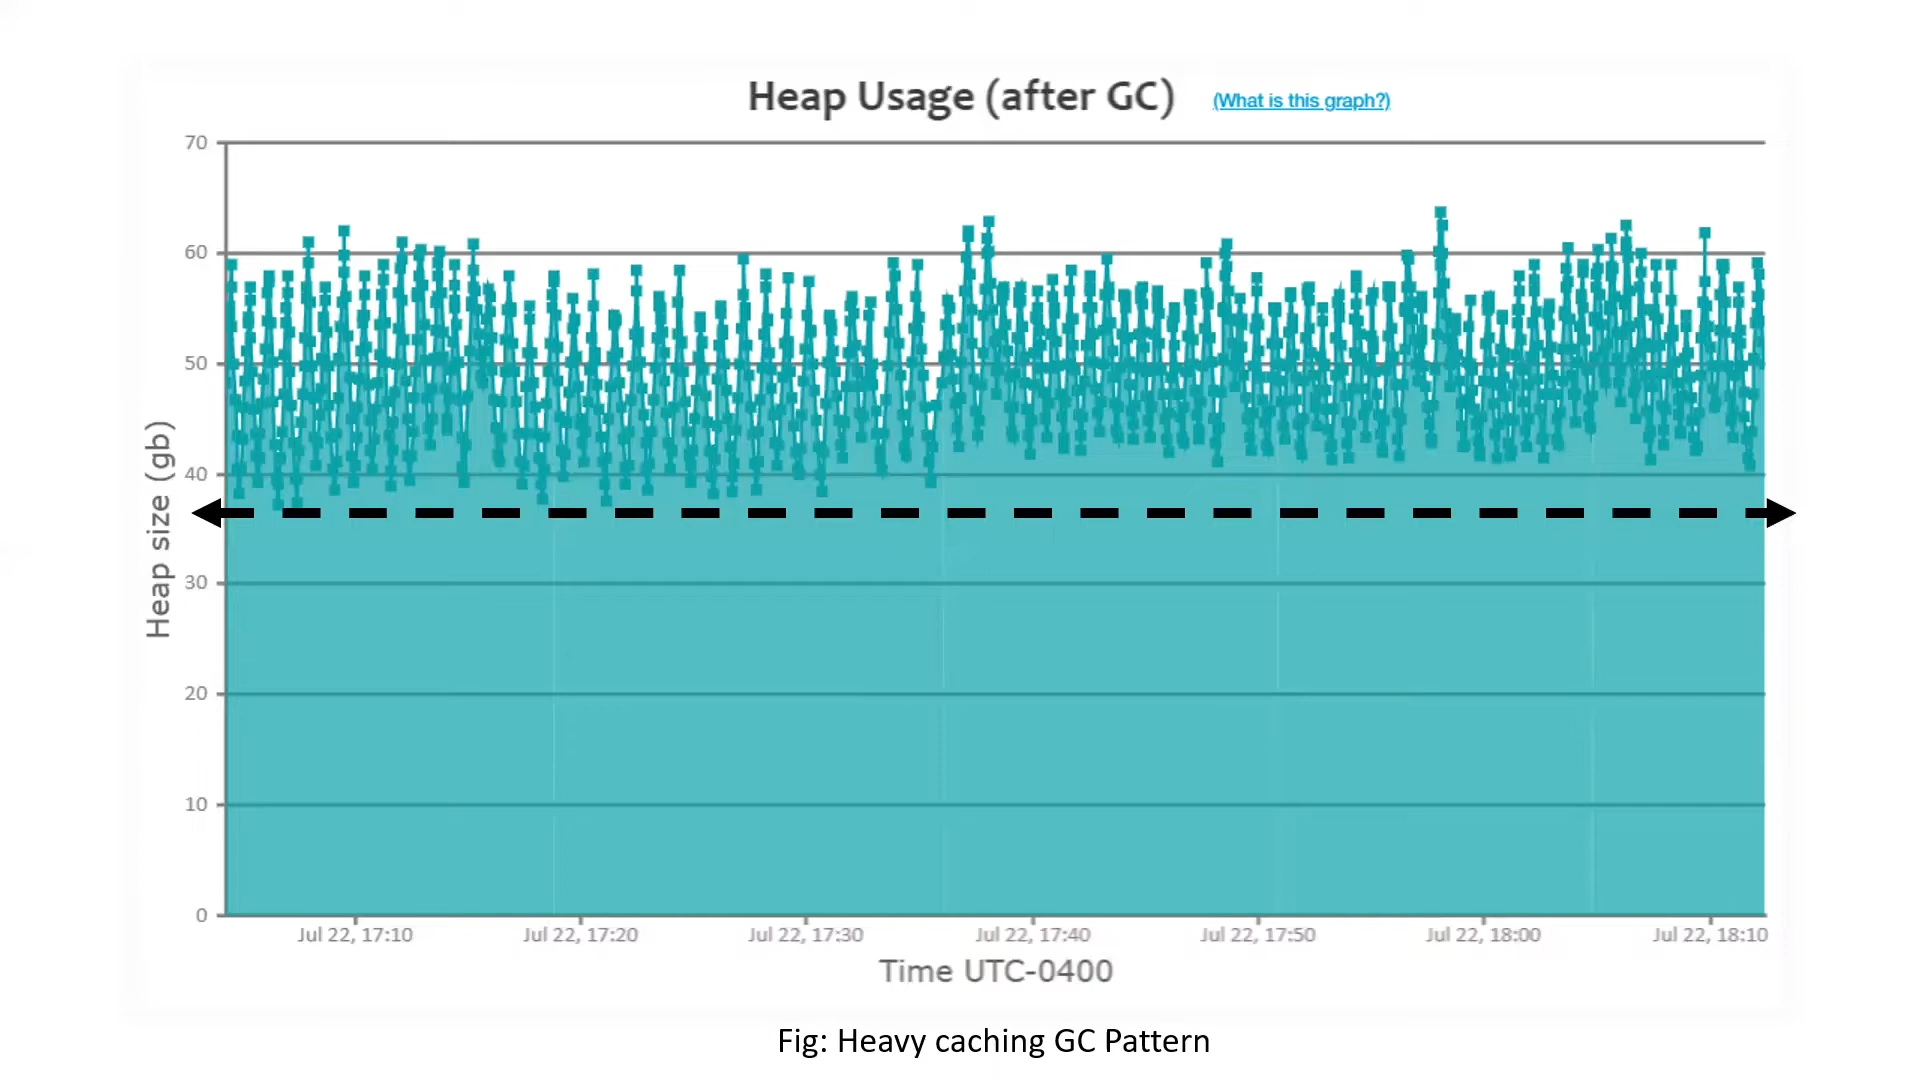 Heap Usage (after GC) (What is this graph?)
70
60
50
40
30
20
10
0
Heap size (gb)
Jul 22, 17:10 Jul 22, 17:20 Jul 22, 17:30 Jul 22, 17:40 Jul 22, 17:50 Jul 22, 18:00 Jul 22, 18:10
Time UTC-0400
Fig: Heavy caching GC Pattern